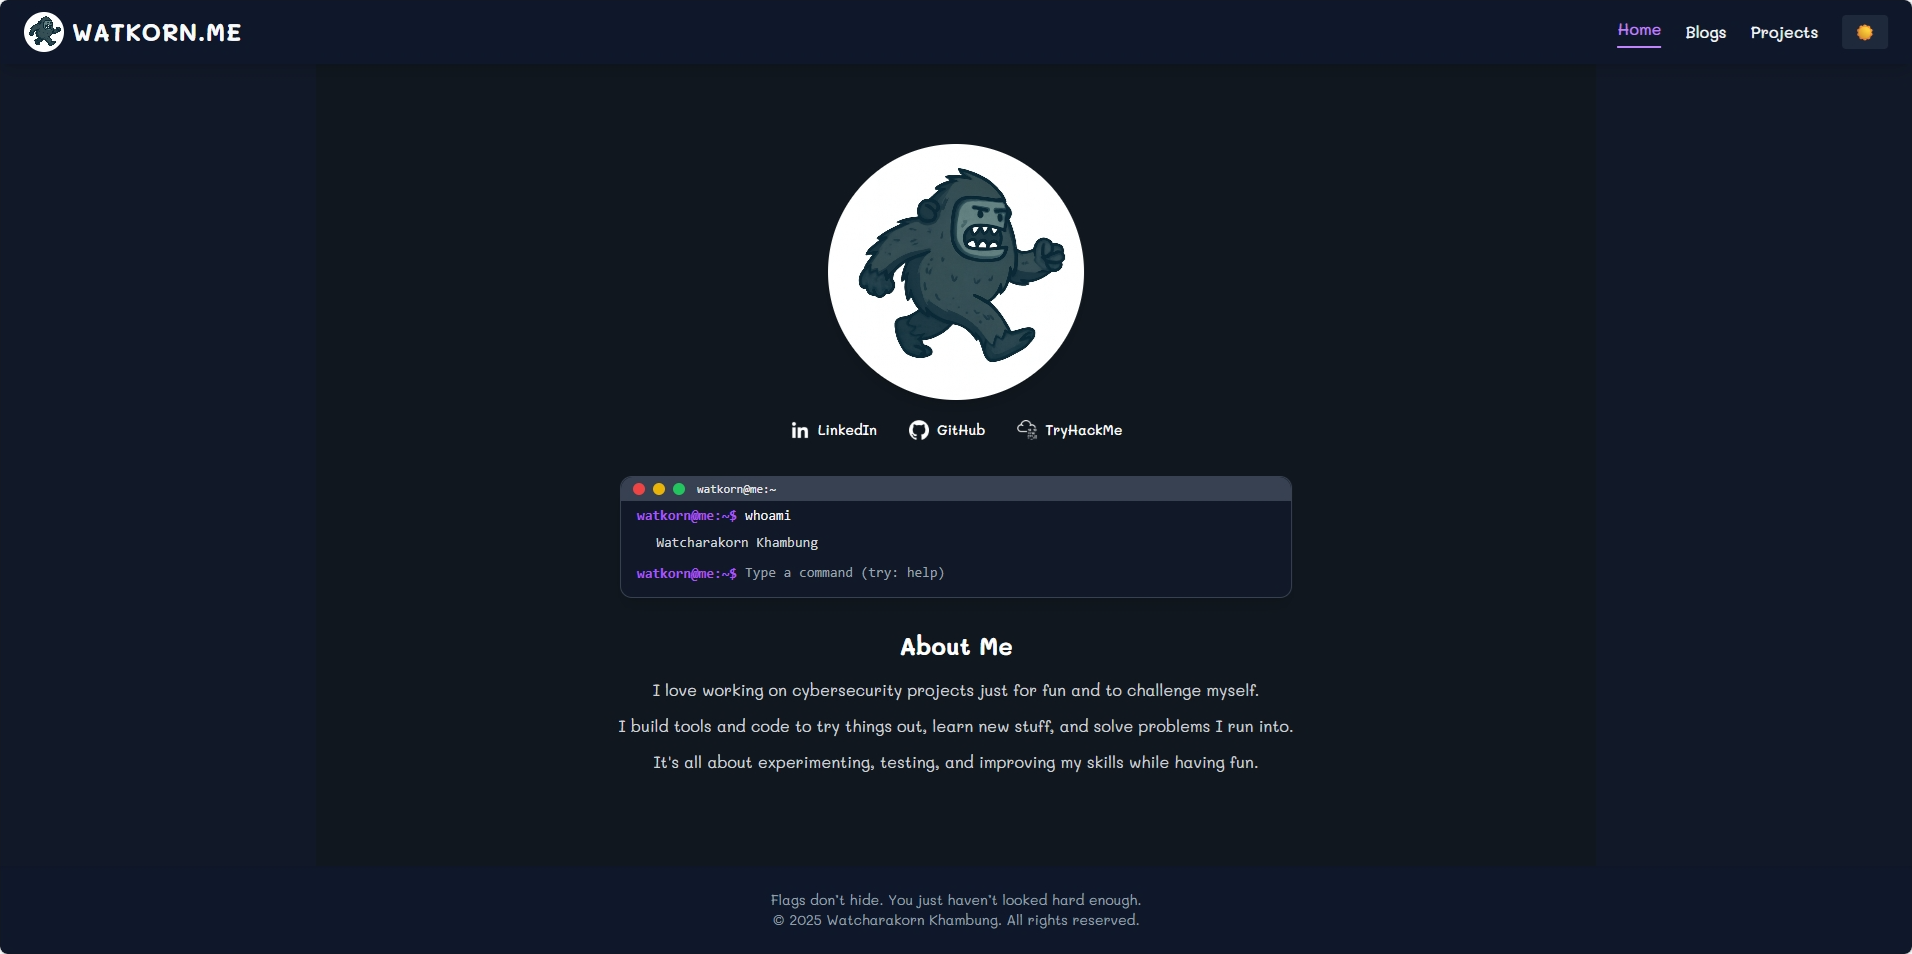 WATKORN.ME
Home Blogs Projects
LinkedIn GitHub TryHackMe
watkorn@me:~
watkorn@me:~$ whoami
Watcharakorn Khambung
watkorn@me:~$ Type a command (try: help)
About Me
I love working on cybersecurity projects just for fun and to challenge myself.
I build tools and code to try things out, learn new stuff, and solve problems I run into.
It's all about experimenting, testing, and improving my skills while having fun.
Flags don’t hide. You just haven’t looked hard enough.
© 2025 Watcharakorn Khambung. All rights reserved.